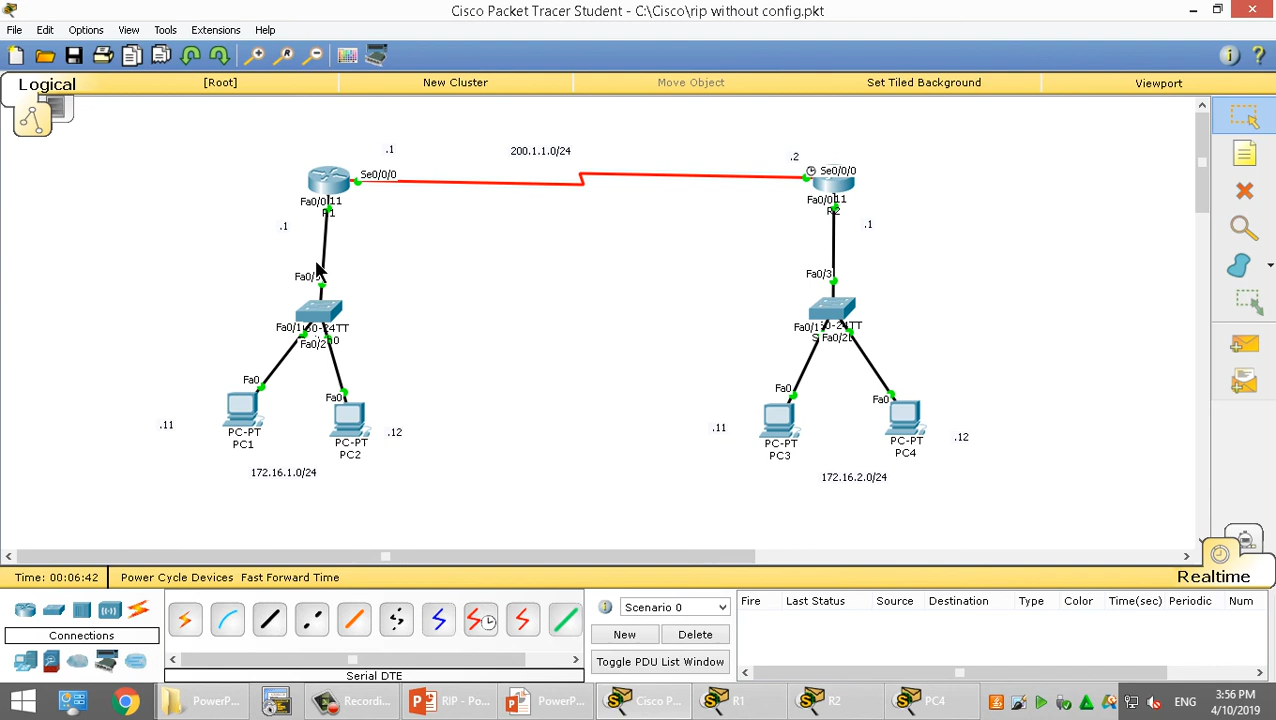 Cisco Packet Tracer Student - C:\Cisco\rip without config.pkt
File Edit Options View Tools Extensions Help
Logical
[Root]
New Cluster
Move Object
Set Tiled Background
Viewport
.1
200.1.1.0/24
.2
Se0/0/0
Se0/0/0
Fa0/0
R1
Fa0/0
R2
.1
.1
Fa0/3
Fa0/1
Fa0/2
Fa0/3
Fa0/1
Fa0/2
Fa0
Fa0
Fa0
Fa0
.11
PC-PT
PC1
PC-PT
PC2
.12
.11
PC-PT
PC3
PC-PT
PC4
.12
172.16.1.0/24
172.16.2.0/24
Time: 00:06:42
Power Cycle Devices Fast Forward Time
Realtime
Connections
Serial DTE
Scenario 0
New
Delete
Toggle PDU List Window
Fire Last Status Source Destination Type Color Time(sec) Periodic Num
PowerP...
Recordi...
RIP - Po...
PowerP...
Cisco P...
R1
R2
PC4
ENG
3:56 PM
4/10/2019